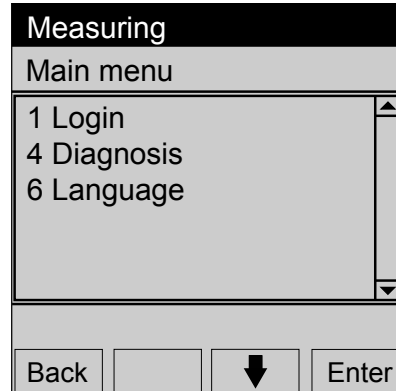 Measuring
Main menu
1 Login
4 Diagnosis
6 Language
Back Enter